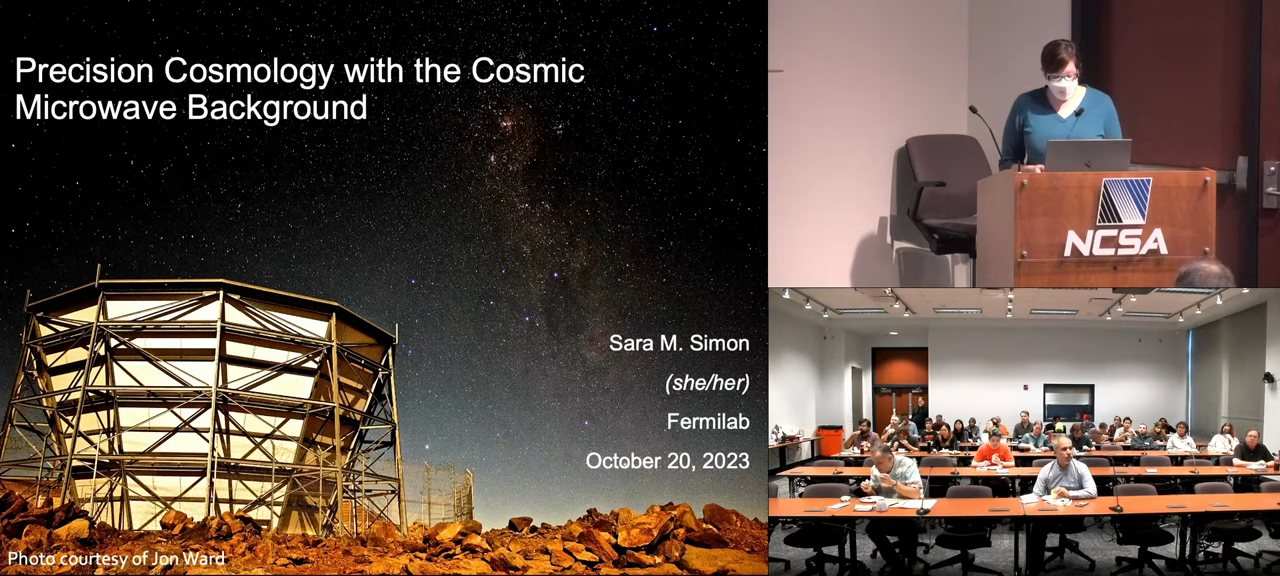 Precision Cosmology with the Cosmic
Microwave Background
Sara M. Simon
(she/her)
Fermilab
October 20, 2023
Photo courtesy of Jon Ward
NCSA